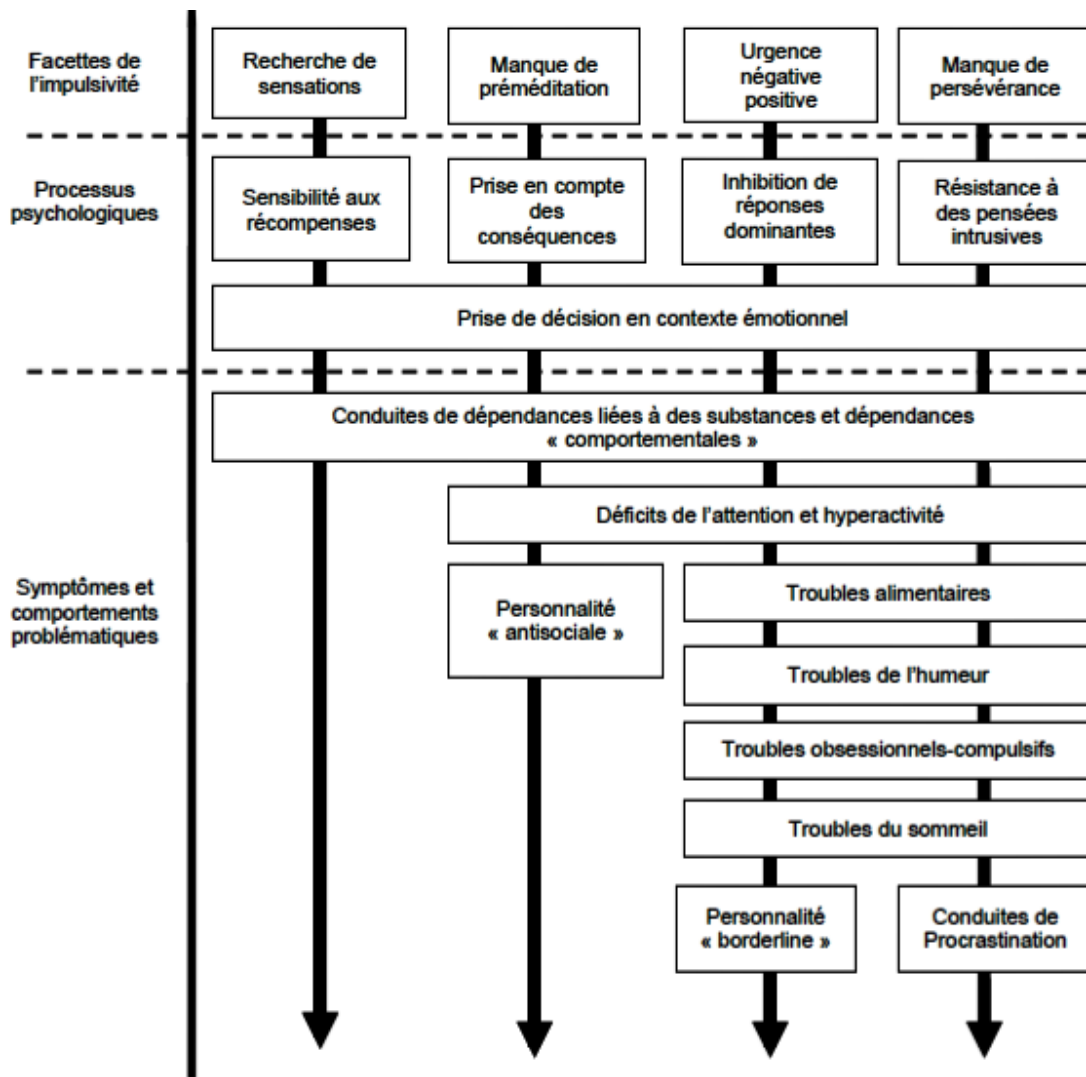 Facettes de
l'impulsivité
Recherche de
sensations
Manque de
préméditation
Urgence
négative
positive
Manque de
persévérance
Processus
psychologiques
Sensibilité aux
récompenses
Prise en compte
des
conséquences
Inhibition de
réponses
dominantes
Résistance à
des pensées
intrusives
Prise de décision en contexte émotionnel
Conduites de dépendances liées à des substances et dépendances
« comportementales »
Déficits de l'attention et hyperactivité
Symptômes et
comportements
problématiques
Personnalité
« antisociale »
Troubles alimentaires
Troubles de l'humeur
Troubles obsessionnels-compulsifs
Troubles du sommeil
Personnalité
« borderline »
Conduites de
Procrastination